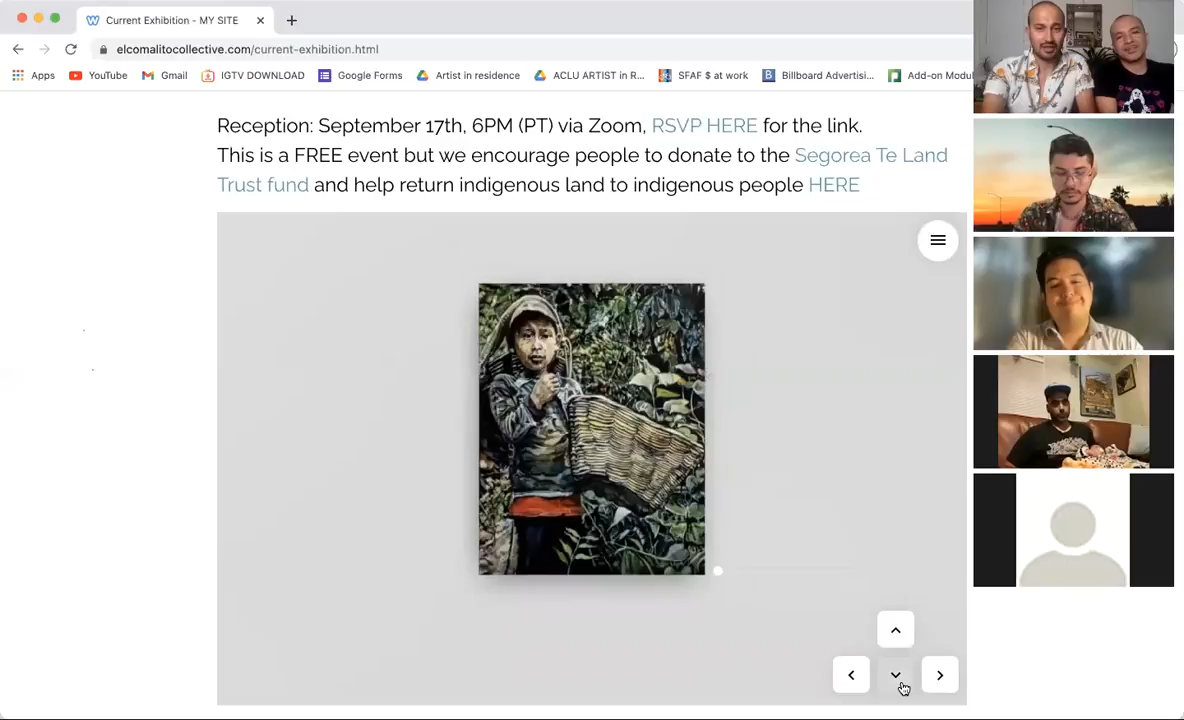 Current Exhibition - MY SITE
elcomalitocollective.com/current-exhibition.html
Apps YouTube Gmail IGTV DOWNLOAD Google Forms Artist in residence ACLU ARTIST in R... SFAF $ at work Billboard Advertisi... Add-on Modul
Reception: September 17th, 6PM (PT) via Zoom, RSVP HERE for the link.
This is a FREE event but we encourage people to donate to the Segorea Te Land
Trust fund and help return indigenous land to indigenous people HERE